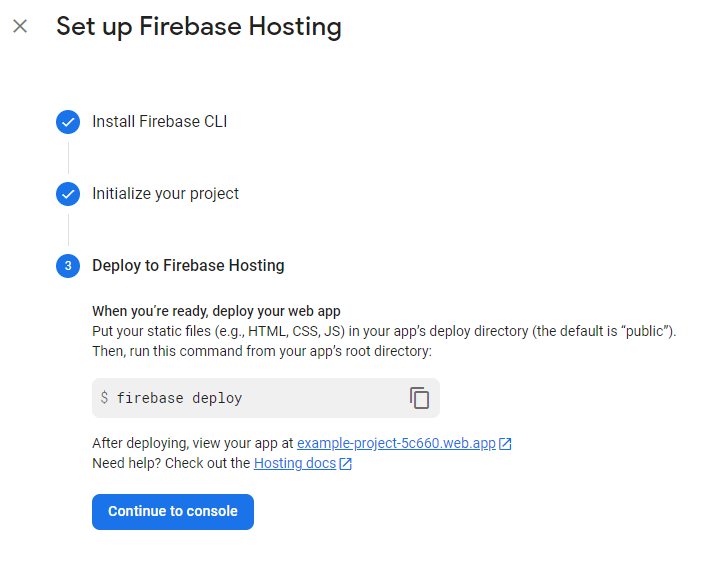 Set up Firebase Hosting
Install Firebase CLI
Initialize your project
3 Deploy to Firebase Hosting
When you’re ready, deploy your web app
Put your static files (e.g., HTML, CSS, JS) in your app’s deploy directory (the default is “public”).
Then, run this command from your app’s root directory:
$ firebase deploy
After deploying, view your app at example-project-5c660.web.app
Need help? Check out the Hosting docs
Continue to console